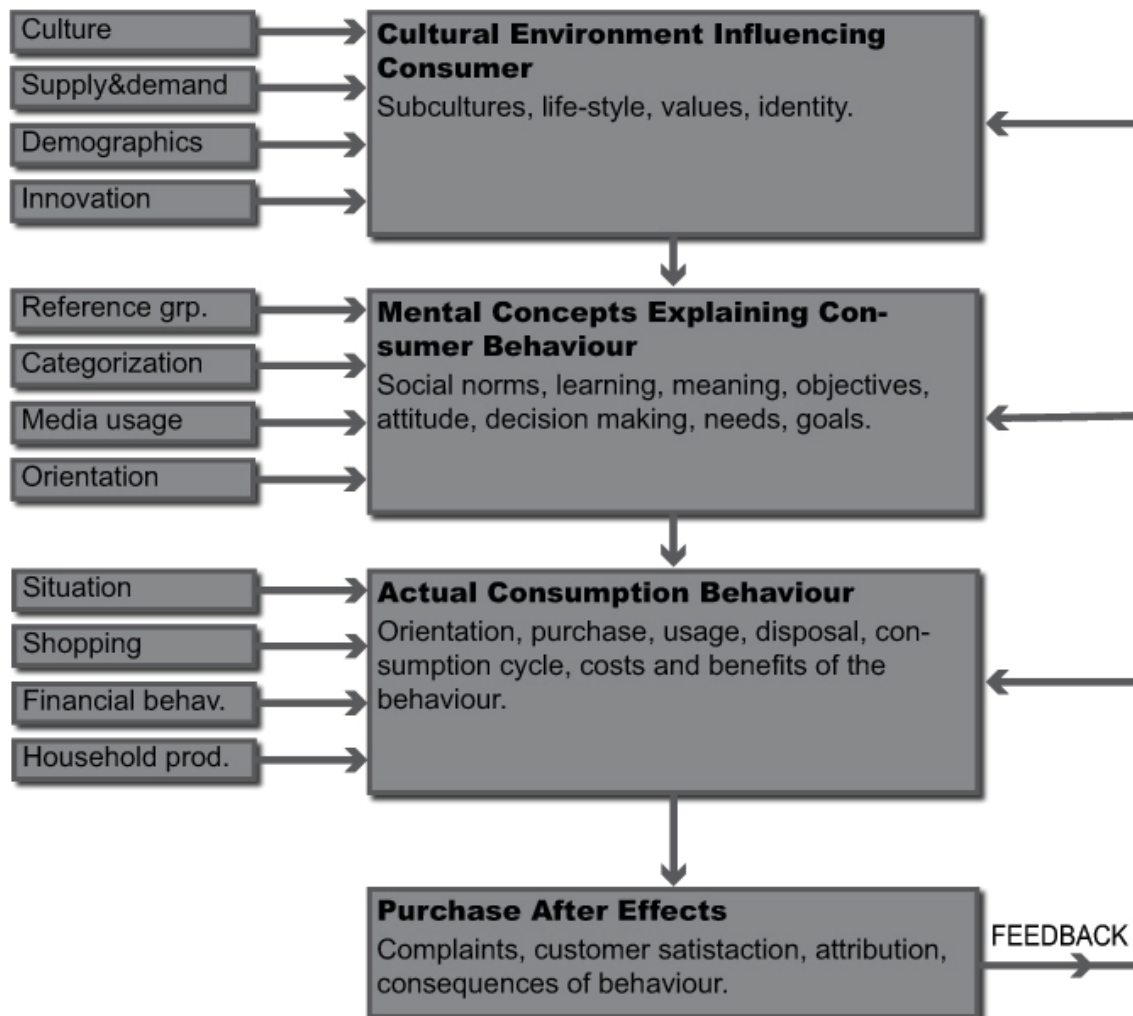 Culture
Supply&demand
Demographics
Innovation
Cultural Environment Influencing
Consumer
Subcultures, life-style, values, identity.
Reference grp.
Categorization
Media usage
Orientation
Mental Concepts Explaining Con-
sumer Behaviour
Social norms, learning, meaning, objectives,
attitude, decision making, needs, goals.
Situation
Shopping
Financial behav.
Household prod.
Actual Consumption Behaviour
Orientation, purchase, usage, disposal, con-
sumption cycle, costs and benefits of the
behaviour.
Purchase After Effects
Complaints, customer satistaction, attribution,
consequences of behaviour.
FEEDBACK